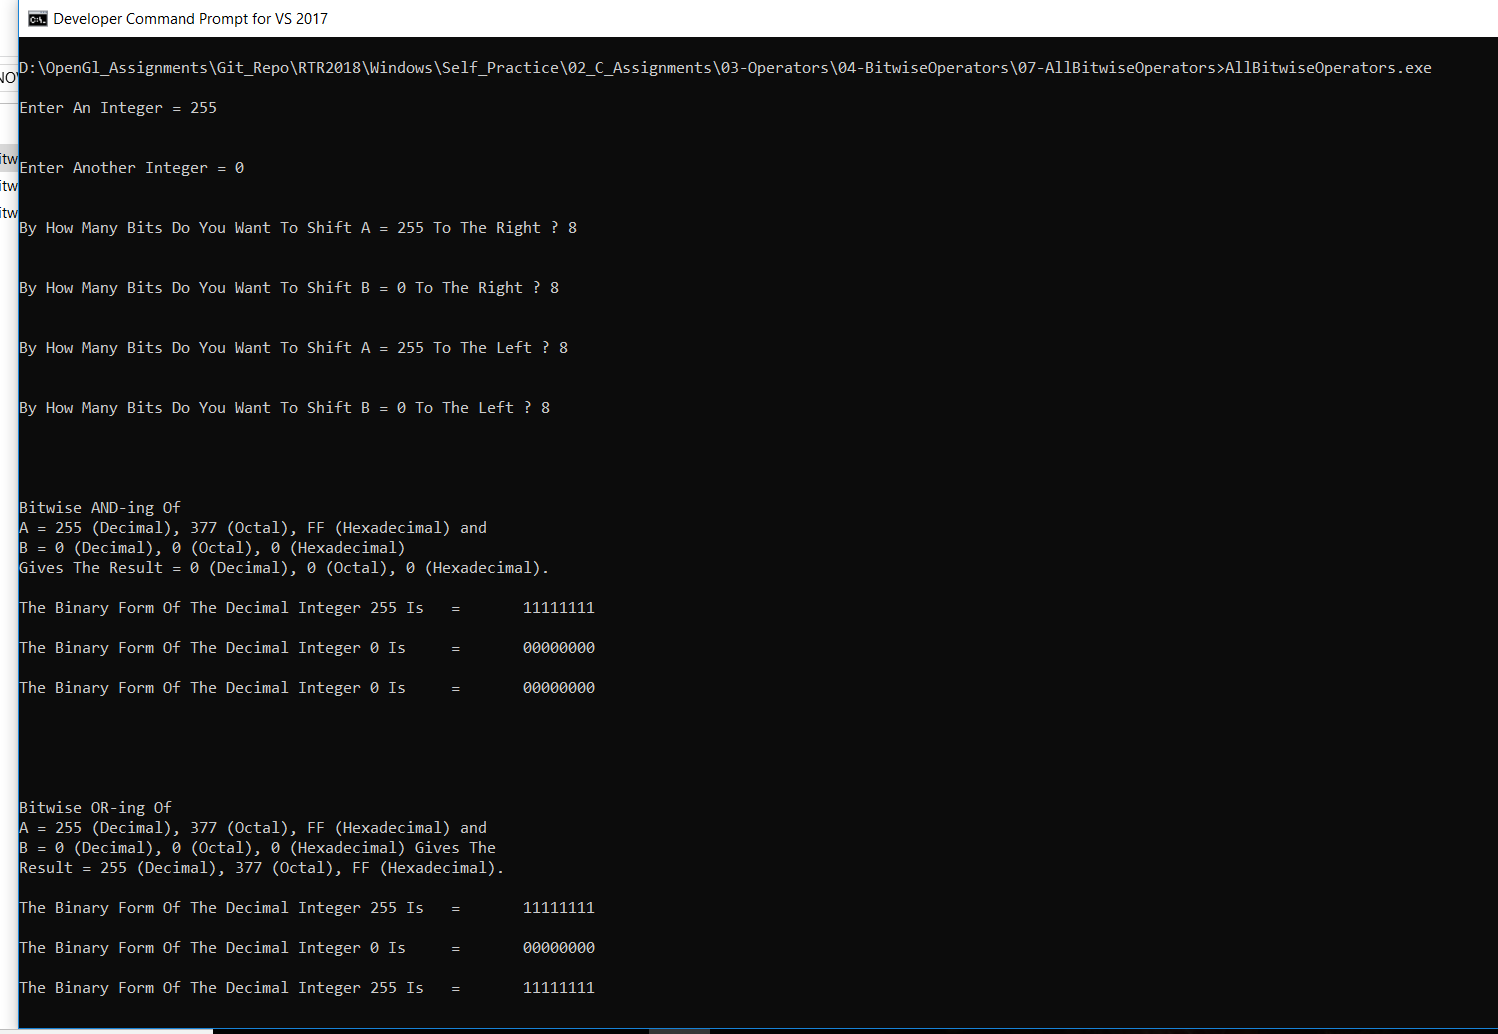 Developer Command Prompt for VS 2017
D:\OpenGl_Assignments\Git_Repo\RTR2018\Windows\Self_Practice\02_C_Assignments\03-Operators\04-BitwiseOperators\07-AllBitwiseOperators>AllBitwiseOperators.exe
Enter An Integer = 255
Enter Another Integer = 0
By How Many Bits Do You Want To Shift A = 255 To The Right ? 8
By How Many Bits Do You Want To Shift B = 0 To The Right ? 8
By How Many Bits Do You Want To Shift A = 255 To The Left ? 8
By How Many Bits Do You Want To Shift B = 0 To The Left ? 8
Bitwise AND-ing Of
A = 255 (Decimal), 377 (Octal), FF (Hexadecimal) and
B = 0 (Decimal), 0 (Octal), 0 (Hexadecimal)
Gives The Result = 0 (Decimal), 0 (Octal), 0 (Hexadecimal).
The Binary Form Of The Decimal Integer 255 Is = 11111111
The Binary Form Of The Decimal Integer 0 Is = 00000000
The Binary Form Of The Decimal Integer 0 Is = 00000000
Bitwise OR-ing Of
A = 255 (Decimal), 377 (Octal), FF (Hexadecimal) and
B = 0 (Decimal), 0 (Octal), 0 (Hexadecimal) Gives The
Result = 255 (Decimal), 377 (Octal), FF (Hexadecimal).
The Binary Form Of The Decimal Integer 255 Is = 11111111
The Binary Form Of The Decimal Integer 0 Is = 00000000
The Binary Form Of The Decimal Integer 255 Is = 11111111